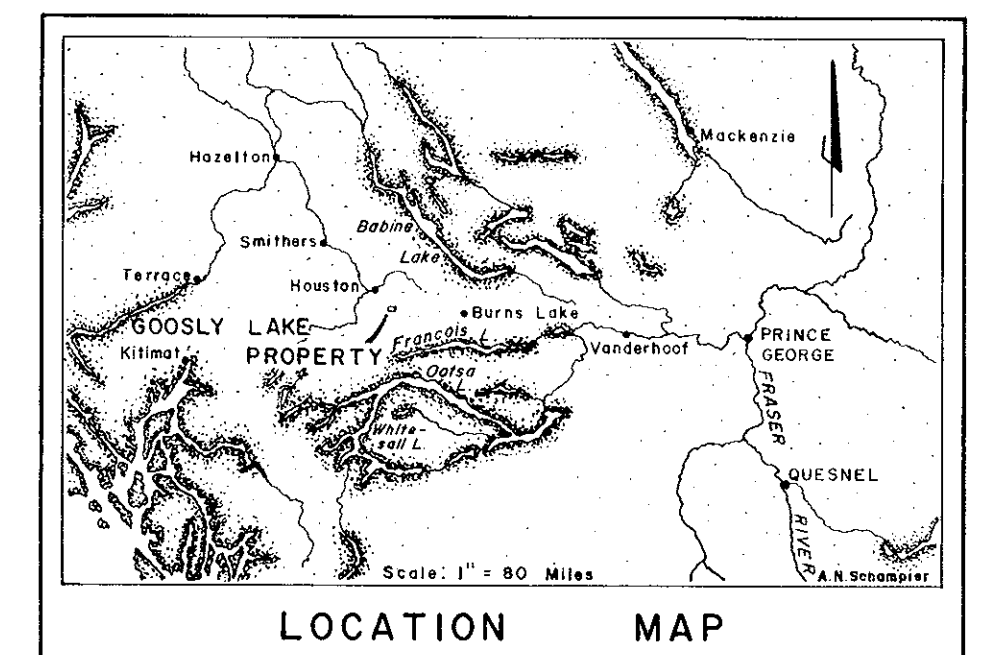 Mackenzie
Hazelton
Babine
Lake
Smithers
Terrace
Houston
Burns Lake
GOOSLY LAKE
PROPERTY
Kitimat
Francois L.
Vanderhoof
PRINCE
GEORGE
Ootsa
L.
White-
sail L.
FRASER
QUESNEL
RIVER
Scale: 1" = 80 Miles
A.N. Schampier
LOCATION MAP